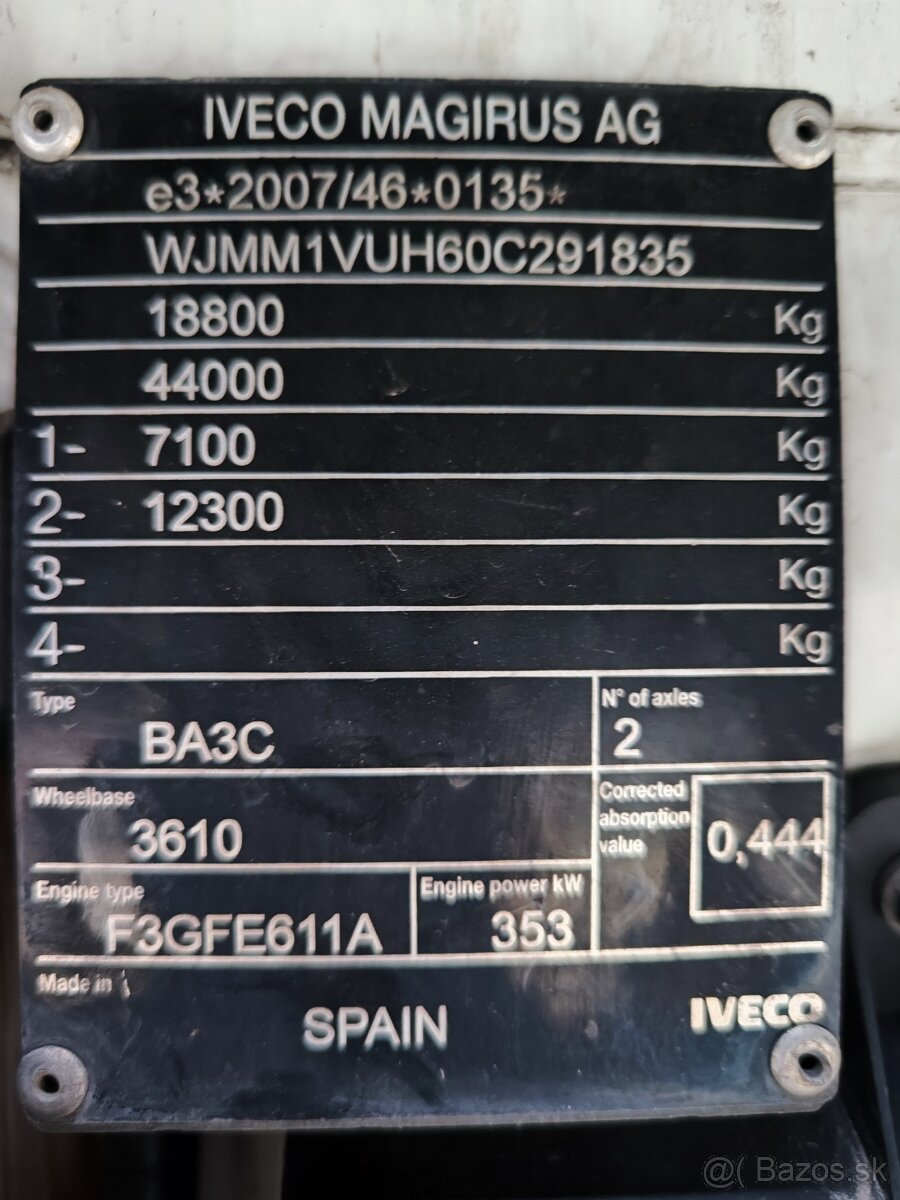 IVECO MAGIRUS AG
e3*2007/46*0135*
WJMM1VUH60C291835
18800 Kg
44000 Kg
1- 7100 Kg
2- 12300 Kg
3- Kg
4- Kg
Type
BA3C
N° of axles
2
Wheelbase
3610
Corrected
absorption
value
0,444
Engine type
F3GFE611A
Engine power kW
353
Made in
SPAIN
IVECO
@( Bazos.sk